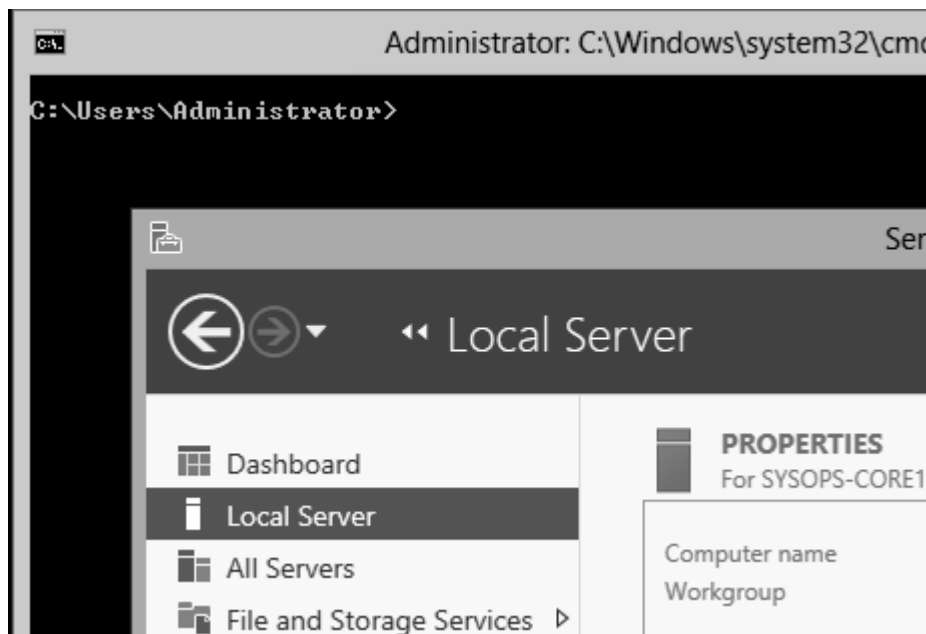 Administrator: C:\Windows\system32\cmd
C:\Users\Administrator>
Ser
Local Server
Dashboard
Local Server
All Servers
File and Storage Services
PROPERTIES
For SYSOPS-CORE1
Computer name
Workgroup